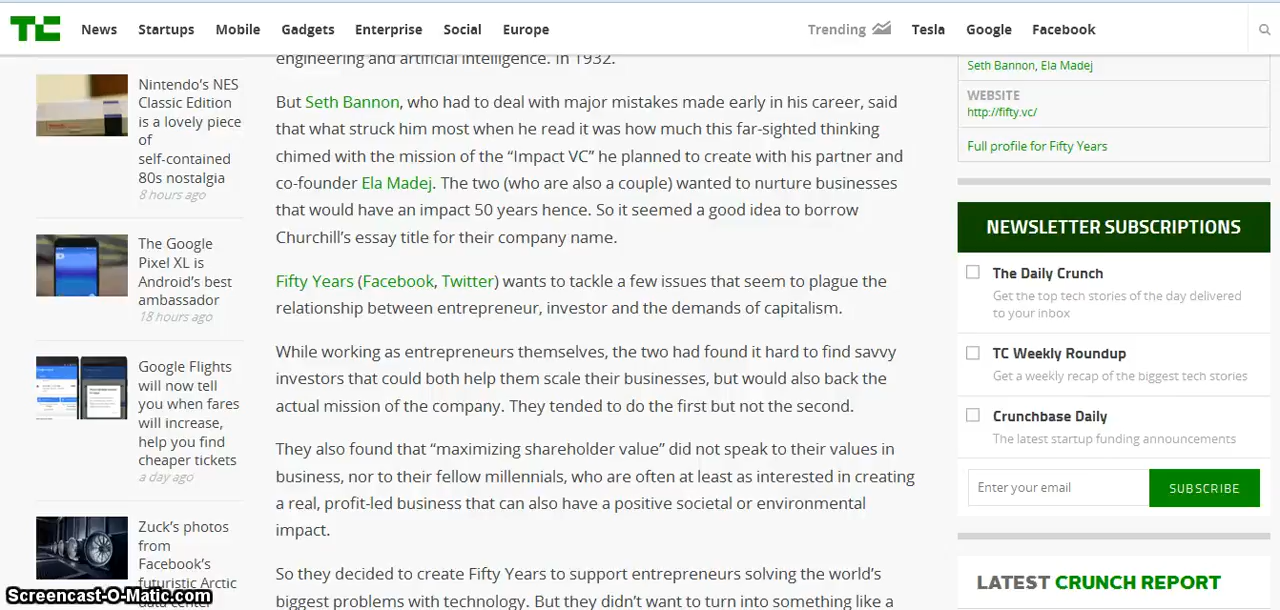 TC News Startups Mobile Gadgets Enterprise Social Europe Trending Tesla Google Facebook
Nintendo's NES
Classic Edition
is a lovely piece
of
self-contained
80s nostalgia
8 hours ago
The Google
Pixel XL is
Android's best
ambassador
18 hours ago
Google Flights
will now tell
you when fares
will increase,
help you find
cheaper tickets
a day ago
Zuck's photos
from
Facebook's
futuristic Arctic
data center
Screencast-O-Matic.com
engineering and artificial intelligence. In 1932.
But Seth Bannon, who had to deal with major mistakes made early in his career, said
that what struck him most when he read it was how much this far-sighted thinking
chimed with the mission of the “Impact VC” he planned to create with his partner and
co-founder Ela Madej. The two (who are also a couple) wanted to nurture businesses
that would have an impact 50 years hence. So it seemed a good idea to borrow
Churchill’s essay title for their company name.
Fifty Years (Facebook, Twitter) wants to tackle a few issues that seem to plague the
relationship between entrepreneur, investor and the demands of capitalism.
While working as entrepreneurs themselves, the two had found it hard to find savvy
investors that could both help them scale their businesses, but would also back the
actual mission of the company. They tended to do the first but not the second.
They also found that “maximizing shareholder value” did not speak to their values in
business, nor to their fellow millennials, who are often at least as interested in creating
a real, profit-led business that can also have a positive societal or environmental
impact.
So they decided to create Fifty Years to support entrepreneurs solving the world’s
biggest problems with technology. But they didn’t want to turn into something like a
Seth Bannon, Ela Madej
WEBSITE
http://fifty.vc/
Full profile for Fifty Years
NEWSLETTER SUBSCRIPTIONS
The Daily Crunch
Get the top tech stories of the day delivered
to your inbox
TC Weekly Roundup
Get a weekly recap of the biggest tech stories
Crunchbase Daily
The latest startup funding announcements
Enter your email SUBSCRIBE
LATEST CRUNCH REPORT